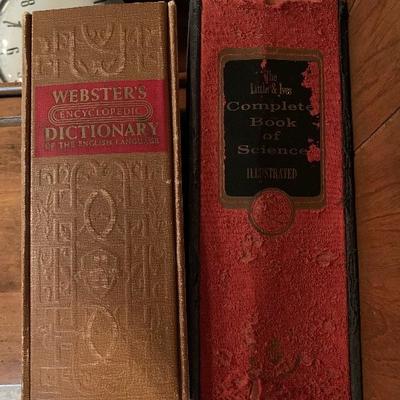 WEBSTER'S
ENCYCLOPEDIC
DICTIONARY
OF THE ENGLISH LANGUAGE
The
Little & Ives
Complete
Book
of
Science
ILLUSTRATED